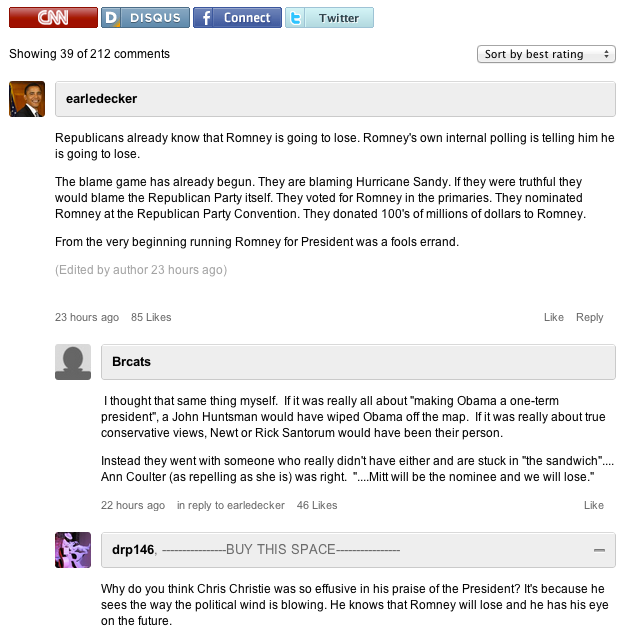 CNN D DISQUS f Connect t Twitter
Showing 39 of 212 comments Sort by best rating
earledecker
Republicans already know that Romney is going to lose. Romney's own internal polling is telling him he
is going to lose.
The blame game has already begun. They are blaming Hurricane Sandy. If they were truthful they
would blame the Republican Party itself. They voted for Romney in the primaries. They nominated
Romney at the Republican Party Convention. They donated 100's of millions of dollars to Romney.
From the very beginning running Romney for President was a fools errand.
(Edited by author 23 hours ago)
23 hours ago 85 Likes Like Reply
Brcats
I thought that same thing myself. If it was really all about "making Obama a one-term
president", a John Huntsman would have wiped Obama off the map. If it was really about true
conservative views, Newt or Rick Santorum would have been their person.
Instead they went with someone who really didn't have either and are stuck in "the sandwich"....
Ann Coulter (as repelling as she is) was right. "....Mitt will be the nominee and we will lose."
22 hours ago in reply to earledecker 46 Likes Like
drp146, ----------------BUY THIS SPACE----------------
Why do you think Chris Christie was so effusive in his praise of the President? It's because he
sees the way the political wind is blowing. He knows that Romney will lose and he has his eye
on the future.